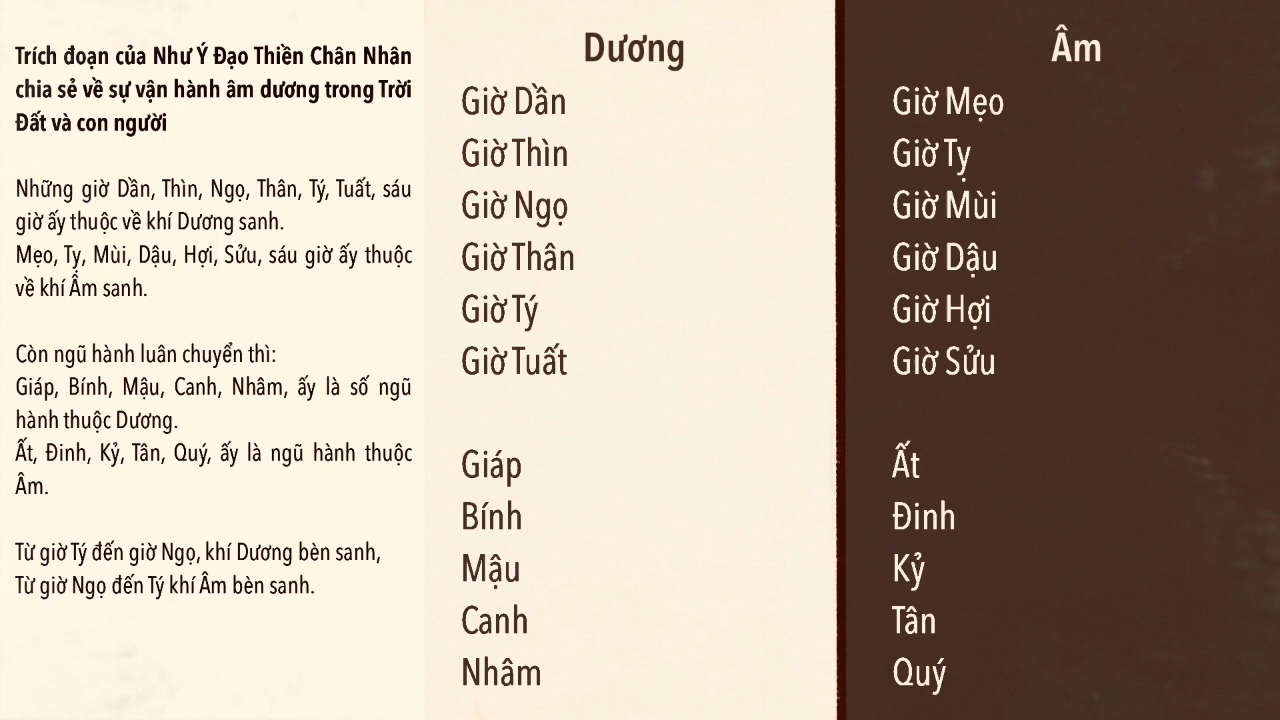 Trích đoạn của Như Ý Đạo Thiền Chân Nhân
chia sẻ về sự vận hành âm dương trong Trời
Đất và con người
Những giờ Dần, Thìn, Ngọ, Thân, Tý, Tuất, sáu
giờ ấy thuộc về khí Dương sanh.
Mẹo, Tỵ, Mùi, Dậu, Hợi, Sửu, sáu giờ ấy thuộc
về khí Âm sanh.
Còn ngũ hành luân chuyển thì:
Giáp, Bính, Mậu, Canh, Nhâm, ấy là số ngũ
hành thuộc Dương.
Ất, Đinh, Kỷ, Tân, Quý, ấy là ngũ hành thuộc
Âm.
Từ giờ Tý đến giờ Ngọ, khí Dương bèn sanh,
Từ giờ Ngọ đến Tý khí Âm bèn sanh.
Dương
Giờ Dần
Giờ Thìn
Giờ Ngọ
Giờ Thân
Giờ Tý
Giờ Tuất
Giáp
Bính
Mậu
Canh
Nhâm
Âm
Giờ Mẹo
Giờ Tỵ
Giờ Mùi
Giờ Dậu
Giờ Hợi
Giờ Sửu
Ất
Đinh
Kỷ
Tân
Quý